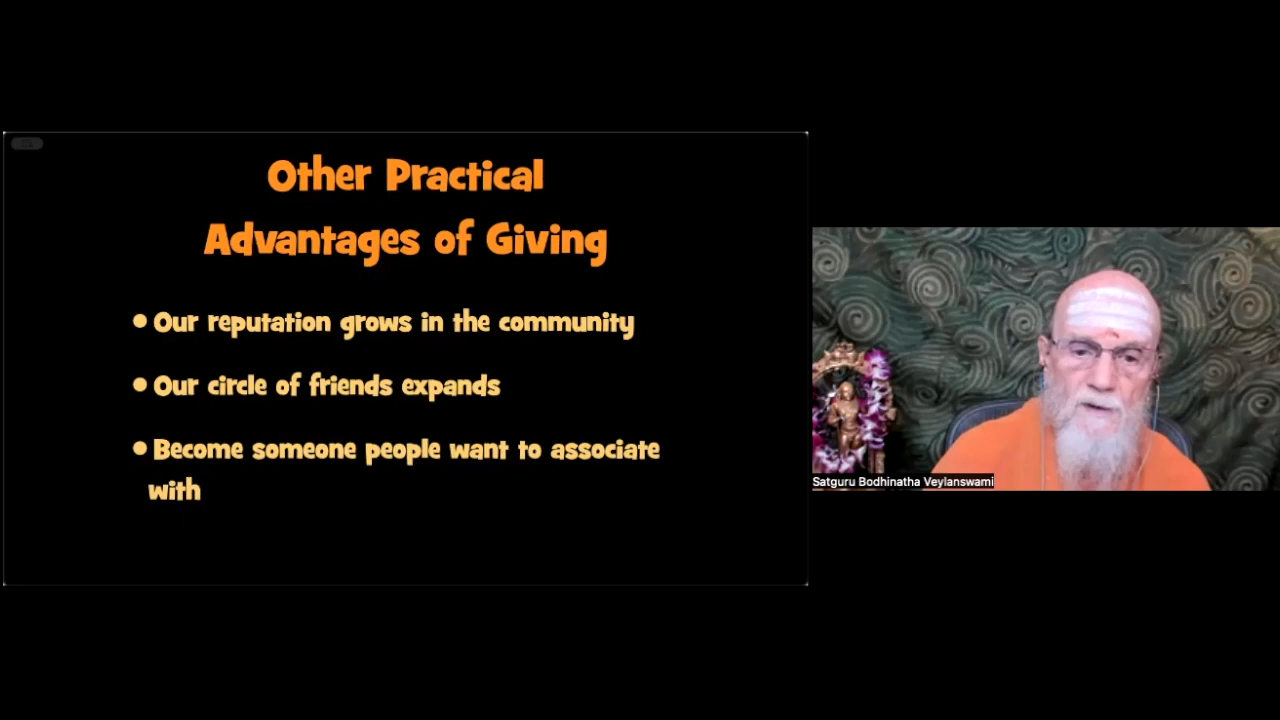 Other Practical
Advantages of Giving
• Our reputation grows in the community
• Our circle of friends expands
• Become someone people want to associate
with
Satguru Bodhinatha Veylanswami